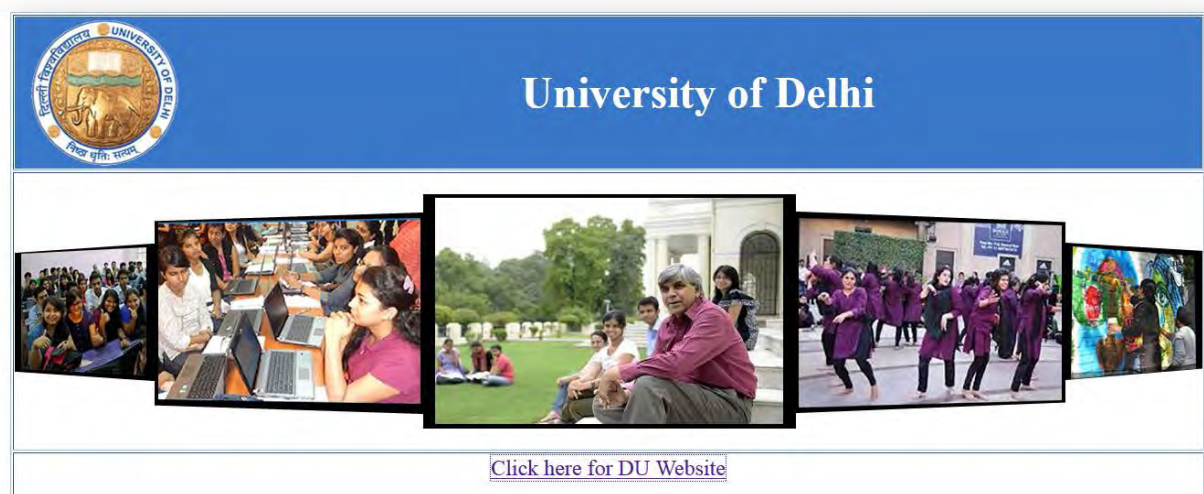 दिल्ली विश्वविद्यालय
UNIVERSITY OF DELHI
निष्ठा धृतिः सत्यम्
University of Delhi
Click here for DU Website